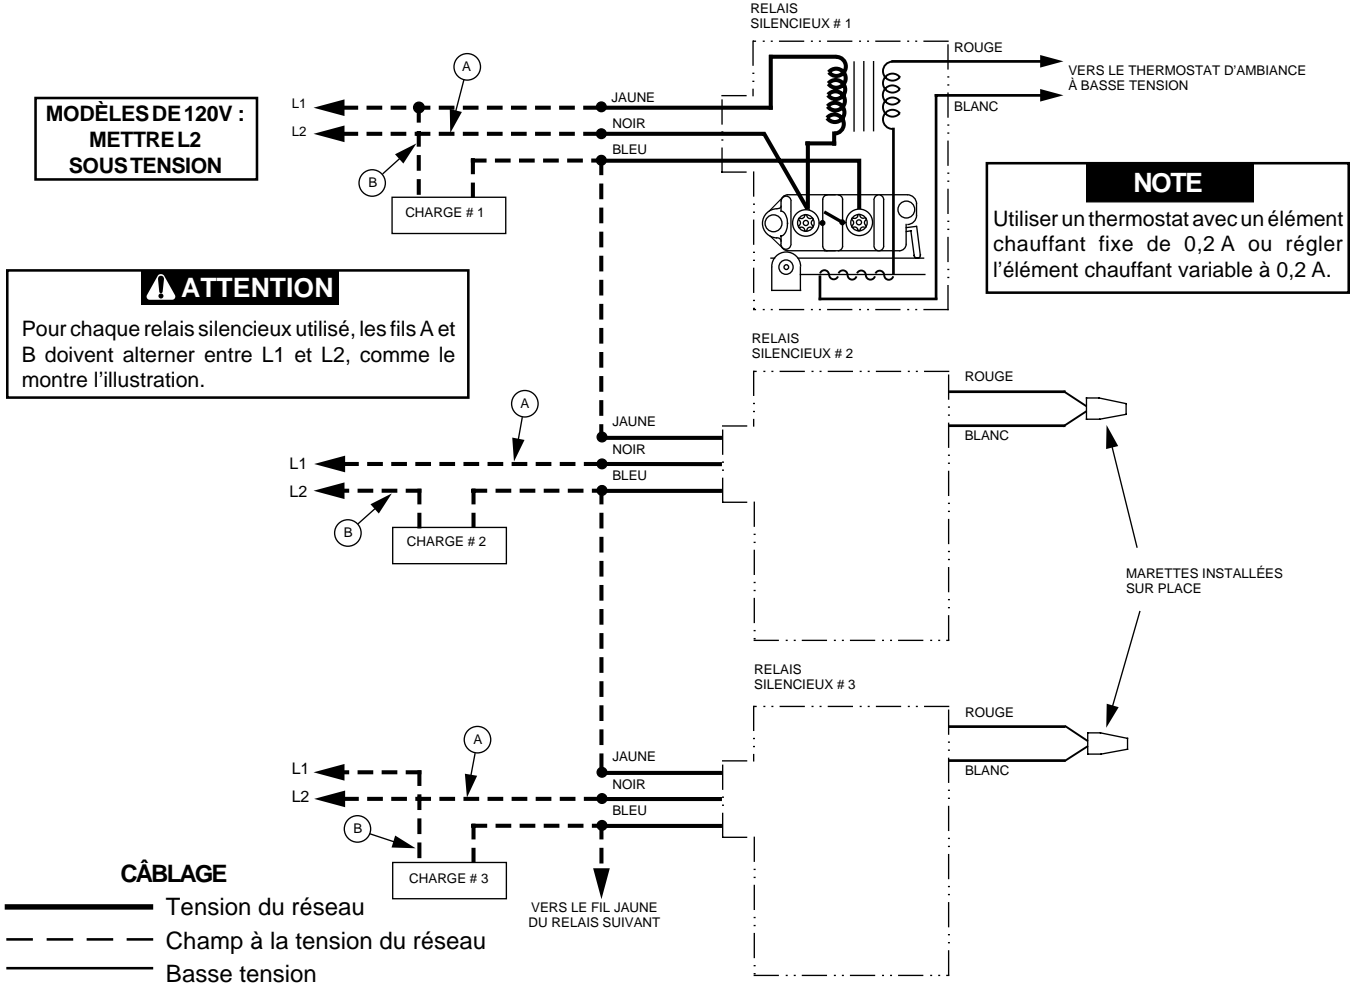 RELAIS
SILENCIEUX # 1
ROUGE
VERS LE THERMOSTAT D'AMBIANCE
À BASSE TENSION
BLANC
A
L1
JAUNE
L2
NOIR
BLEU
B
CHARGE # 1
MODÈLES DE 120V :
METTRE L2
SOUS TENSION
NOTE
Utiliser un thermostat avec un élément
chauffant fixe de 0,2 A ou régler
l'élément chauffant variable à 0,2 A.
ATTENTION
Pour chaque relais silencieux utilisé, les fils A et
B doivent alterner entre L1 et L2, comme le
montre l'illustration.
RELAIS
SILENCIEUX # 2
ROUGE
BLANC
A
JAUNE
NOIR
L1
BLEU
L2
B
CHARGE # 2
MARETTES INSTALLÉES
SUR PLACE
RELAIS
SILENCIEUX # 3
ROUGE
BLANC
A
JAUNE
L1
NOIR
L2
BLEU
B
CHARGE # 3
VERS LE FIL JAUNE
DU RELAIS SUIVANT
CÂBLAGE
Tension du réseau
Champ à la tension du réseau
Basse tension